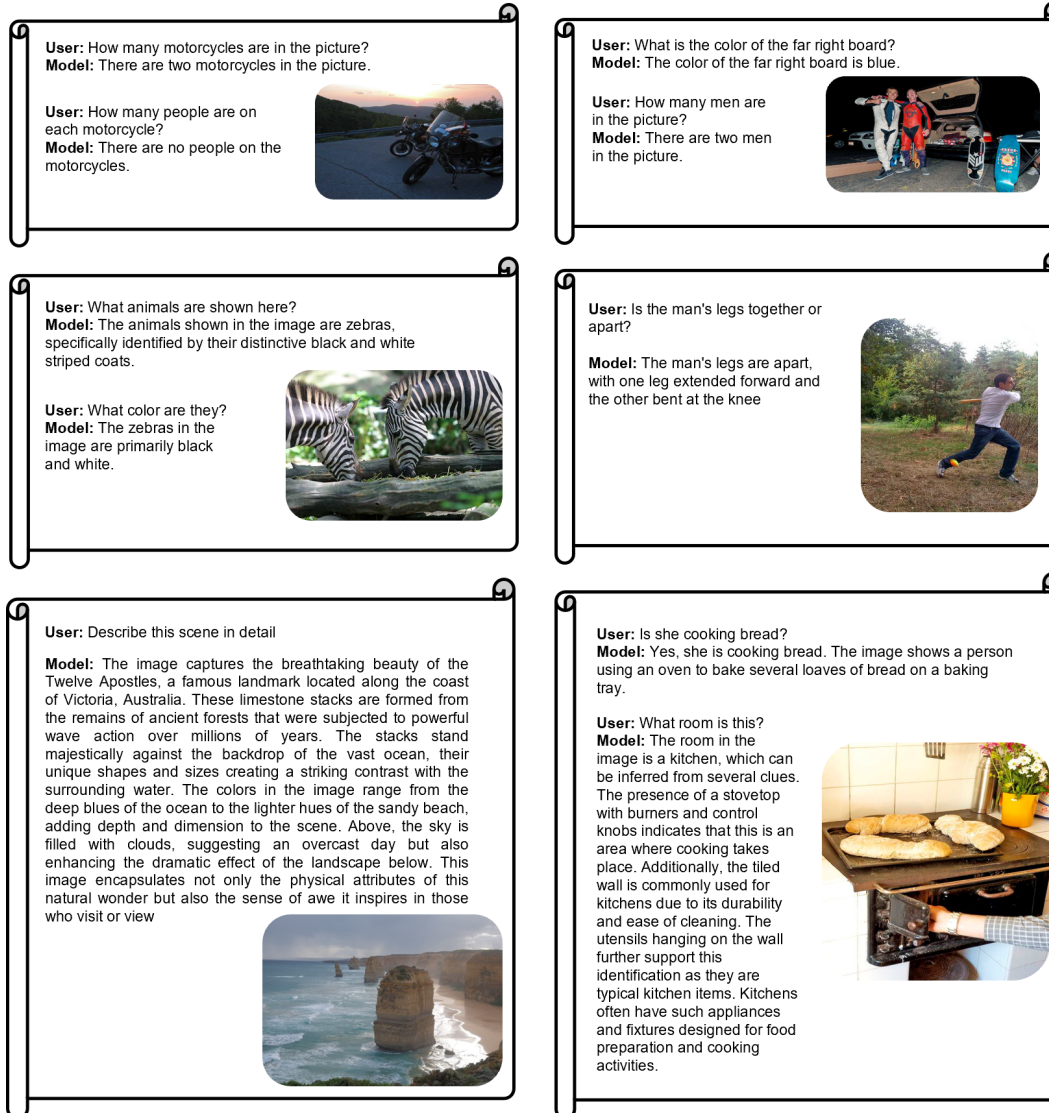 User: How many motorcycles are in the picture?
Model: There are two motorcycles in the picture.
User: How many people are on
each motorcycle?
Model: There are no people on the
motorcycles.
User: What is the color of the far right board?
Model: The color of the far right board is blue.
User: How many men are
in the picture?
Model: There are two men
in the picture.
User: What animals are shown here?
Model: The animals shown in the image are zebras,
specifically identified by their distinctive black and white
striped coats.
User: What color are they?
Model: The zebras in the
image are primarily black
and white.
User: Is the man's legs together or
apart?
Model: The man's legs are apart,
with one leg extended forward and
the other bent at the knee
User: Describe this scene in detail
Model: The image captures the breathtaking beauty of the
Twelve Apostles, a famous landmark located along the coast
of Victoria, Australia. These limestone stacks are formed from
the remains of ancient forests that were subjected to powerful
wave action over millions of years. The stacks stand
majestically against the backdrop of the vast ocean, their
unique shapes and sizes creating a striking contrast with the
surrounding water. The colors in the image range from the
deep blues of the ocean to the lighter hues of the sandy beach,
adding depth and dimension to the scene. Above, the sky is
filled with clouds, suggesting an overcast day but also
enhancing the dramatic effect of the landscape below. This
image encapsulates not only the physical attributes of this
natural wonder but also the sense of awe it inspires in those
who visit or view
User: Is she cooking bread?
Model: Yes, she is cooking bread. The image shows a person
using an oven to bake several loaves of bread on a baking
tray.
User: What room is this?
Model: The room in the
image is a kitchen, which can
be inferred from several clues.
The presence of a stovetop
with burners and control
knobs indicates that this is an
area where cooking takes
place. Additionally, the tiled
wall is commonly used for
kitchens due to its durability
and ease of cleaning. The
utensils hanging on the wall
further support this
identification as they are
typical kitchen items. Kitchens
often have such appliances
and fixtures designed for food
preparation and cooking
activities.